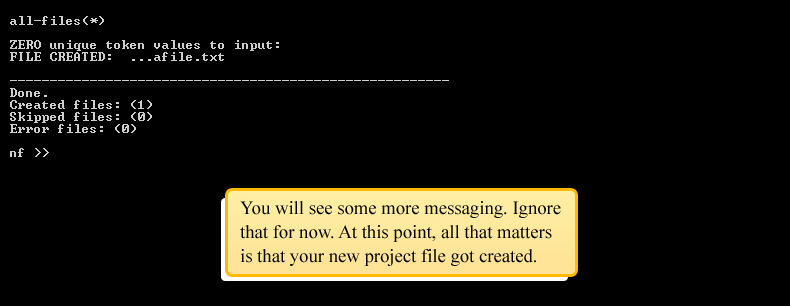 all-files(*)
ZERO unique token values to input:
FILE CREATED:  ...afile.txt
-------------------------------------------------------
Done.
Created files: (1)
Skipped files: (0)
Error files: (0)
nf >>
You will see some more messaging. Ignore
that for now. At this point, all that matters
is that your new project file got created.